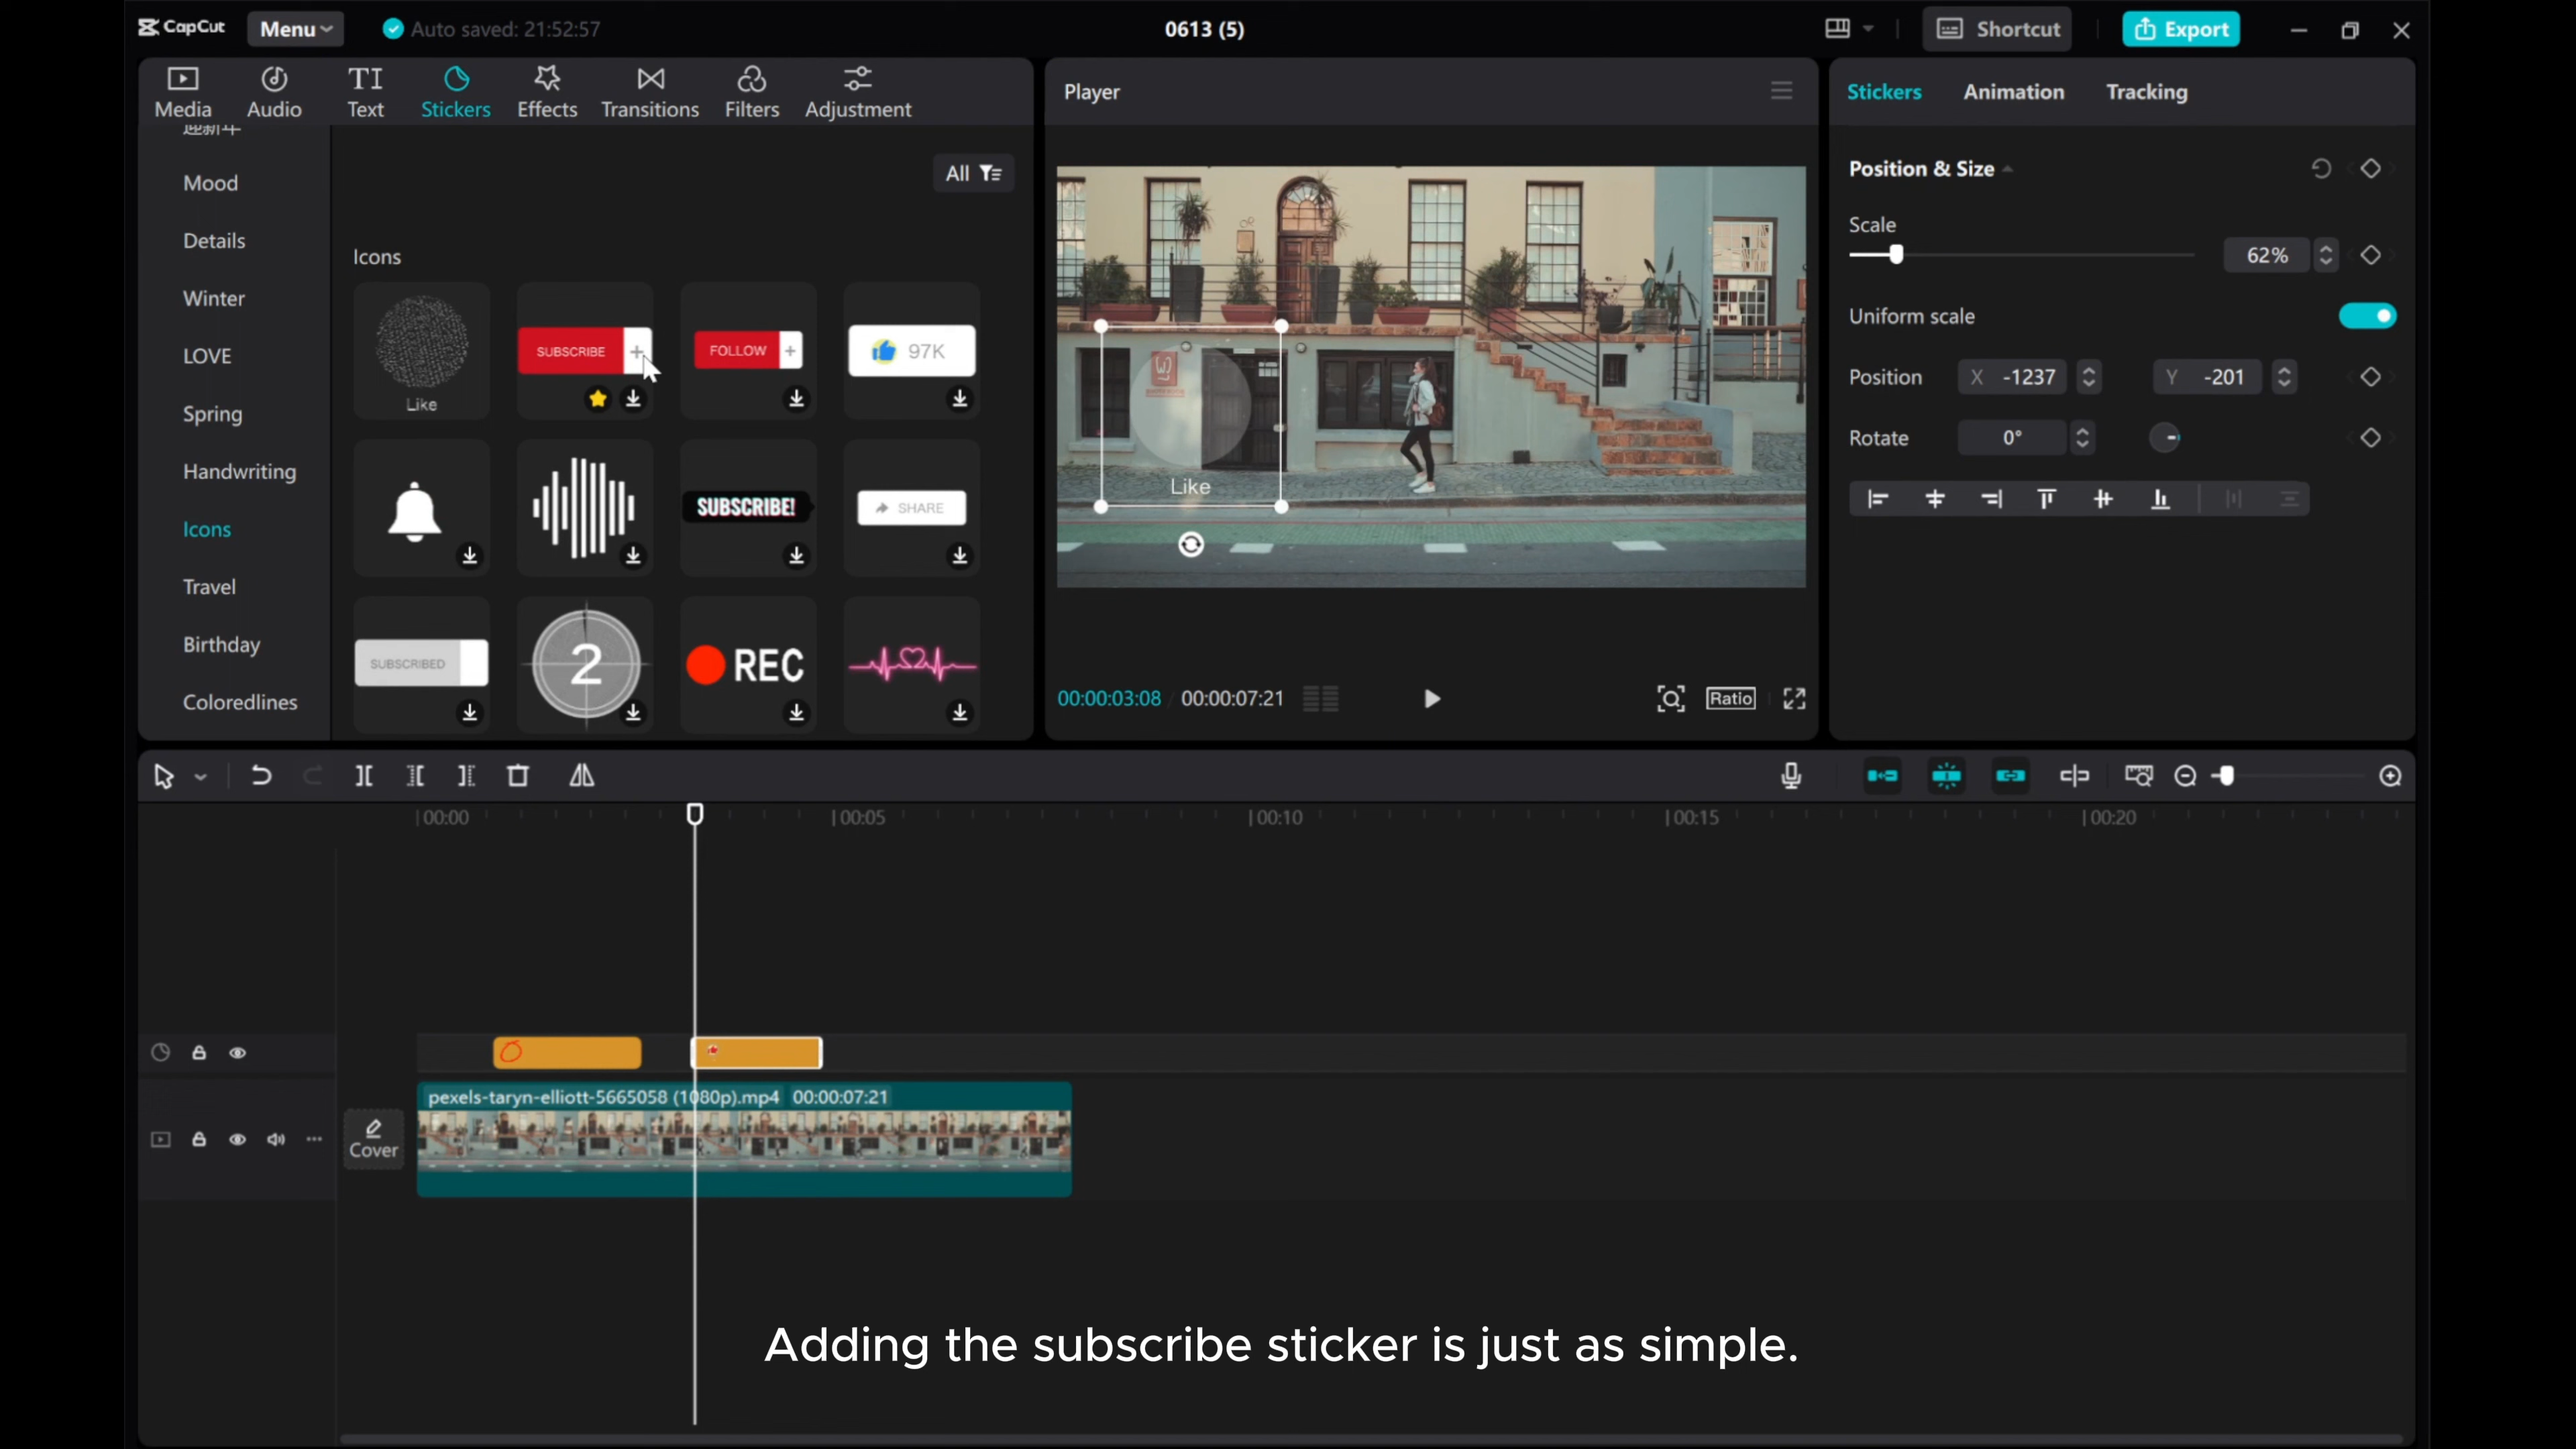 CapCut
Menu
Auto saved: 21:52:57
0613 (5)
Shortcut
Export
Media
Audio
TI
Text
Stickers
Effects
Transitions
Filters
Adjustment
Mood
Details
Winter
LOVE
Spring
Handwriting
Icons
Travel
Birthday
Coloredlines
All
Icons
Like
SUBSCRIBE
FOLLOW
97K
SUBSCRIBE!
SHARE
SUBSCRIBED
2
REC
Player
Like
00:00:03:08 / 00:00:07:21
Ratio
Stickers
Animation
Tracking
Position & Size
Scale
62%
Uniform scale
Position
X -1237
Y -201
Rotate
0°
00:00
00:05
00:10
00:15
00:20
Cover
pexels-taryn-elliott-5665058 (1080p).mp4 00:00:07:21
Adding the subscribe sticker is just as simple.